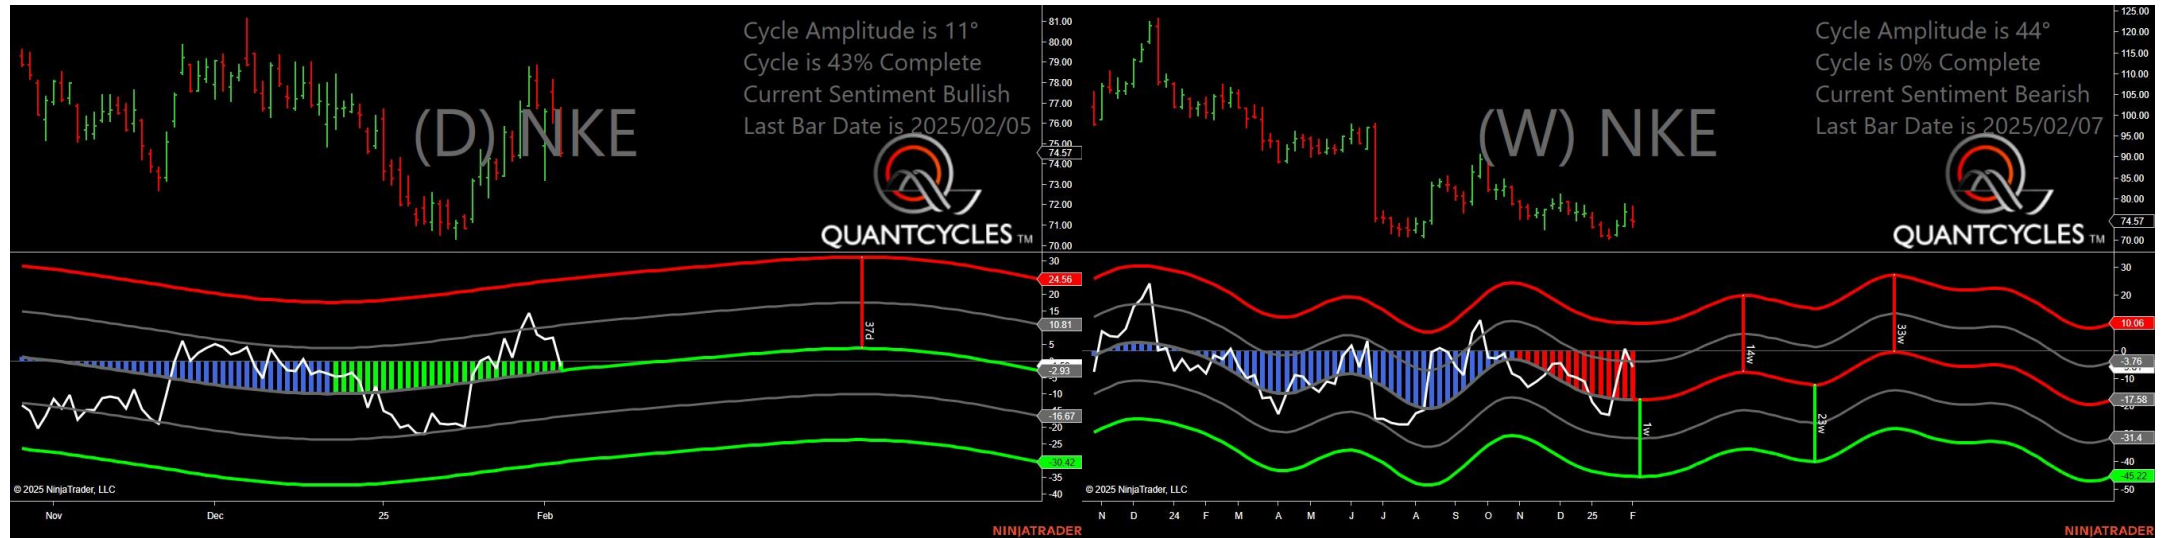 Cycle Amplitude is 11°
Cycle is 43% Complete
Current Sentiment Bullish
Last Bar Date is 2025/02/05
(D) NKE
QUANTCYCLES TM
81.00
80.00
79.00
78.00
77.00
76.00
75.00
74.57
74.00
73.00
72.00
71.00
70.00
30
24.56
20
15
10.81
5
0
-2.93
-5
-16.67
-20
-25
-30.42
-35
-40
37d
© 2025 NinjaTrader, LLC
Nov Dec 25 Feb
NINJATRADER
Cycle Amplitude is 44°
Cycle is 0% Complete
Current Sentiment Bearish
Last Bar Date is 2025/02/07
(W) NKE
QUANTCYCLES TM
125.00
120.00
115.00
110.00
105.00
100.00
95.00
90.00
85.00
80.00
74.57
70.00
30
20
10.06
0
-3.76
-10
-17.58
-31.4
-40
-45.22
-50
1w
14w
23w
33w
© 2025 NinjaTrader, LLC
N D 24 F M A M J J A S O N D 25 F
NINJATRADER